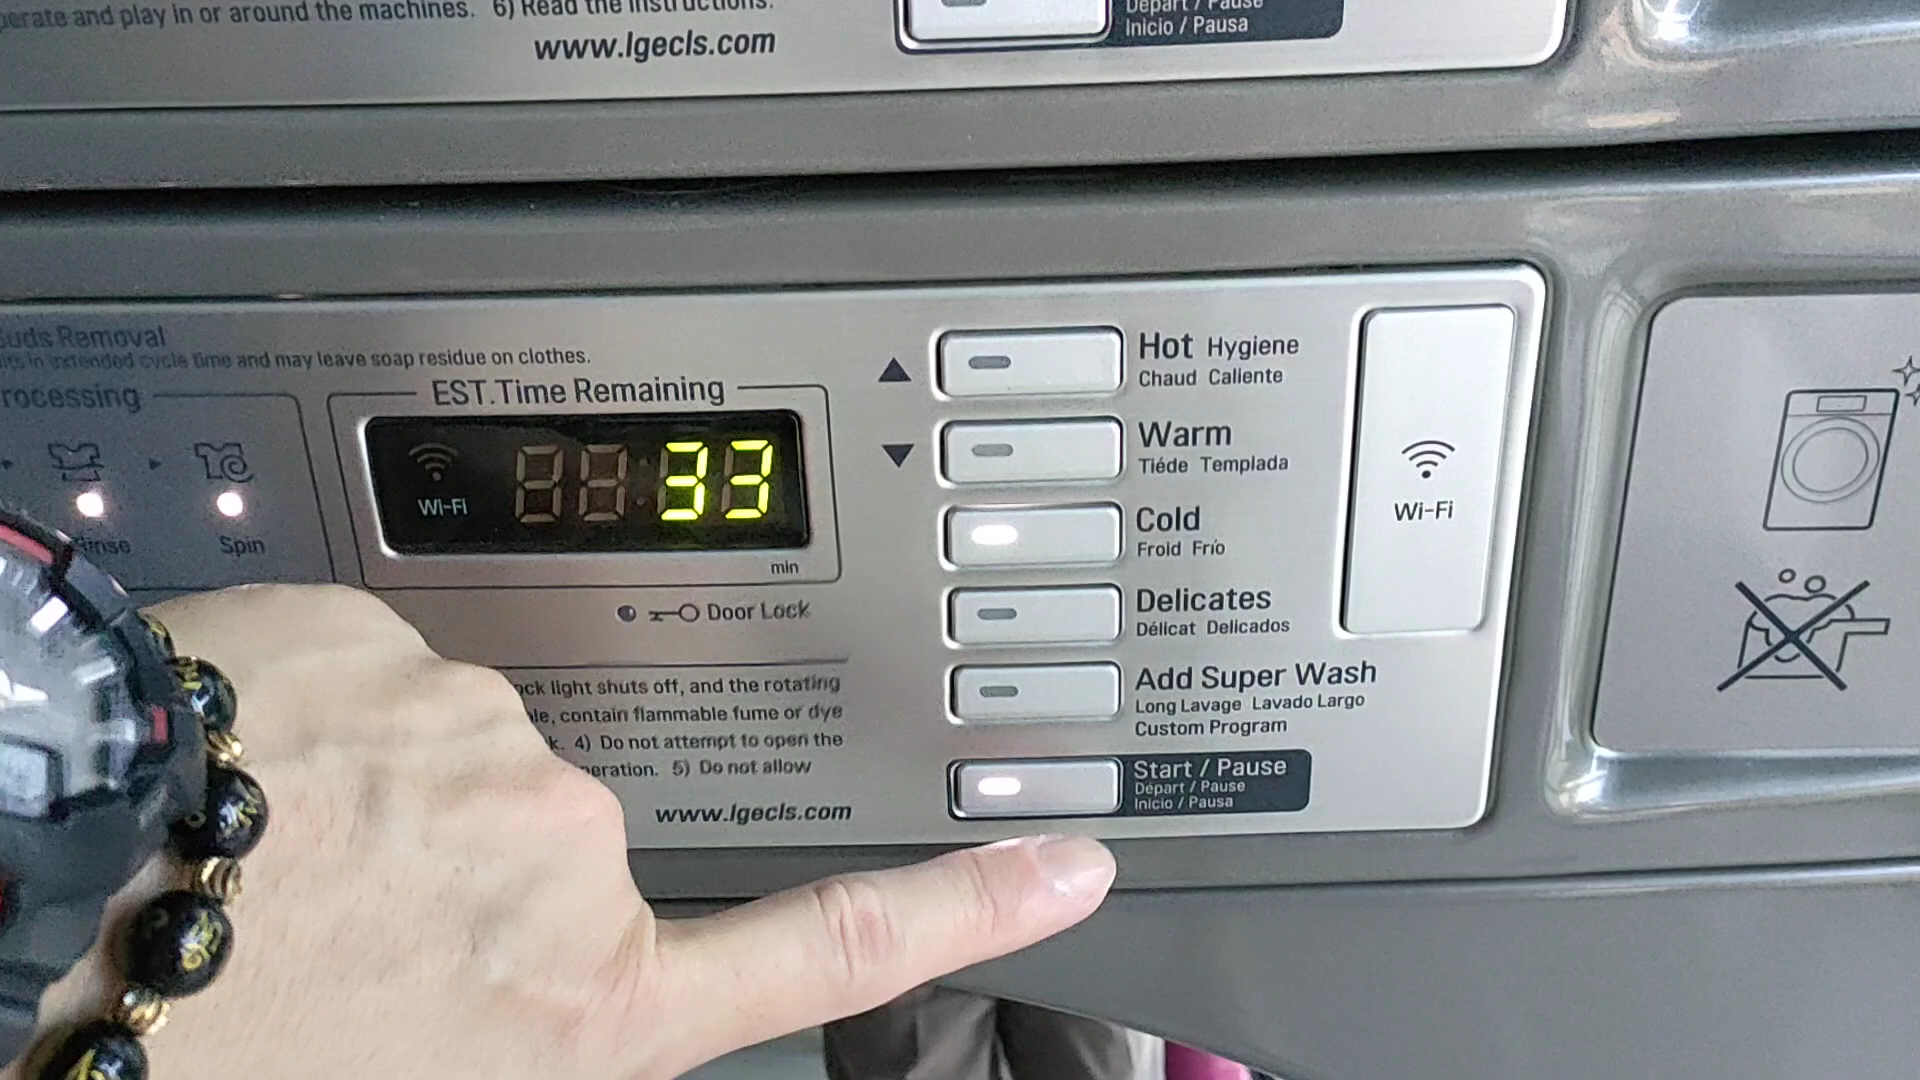 erate and play in or around the machines. 6) Read the instructions.
www.lgecls.com
Départ / Pause
Inicio / Pausa
Suds Removal
in extended cycle time and may leave soap residue on clothes.
rocessing
Rinse
Spin
EST.Time Remaining
Wi-Fi
33
min
Door Lock
ock light shuts off, and the rotating
le, contain flammable fume or dye
k. 4) Do not attempt to open the
eration. 5) Do not allow
www.lgecls.com
Hot Hygiene
Chaud Caliente
Warm
Tiéde Templada
Cold
Froid Frío
Delicates
Délicat Delicados
Add Super Wash
Long Lavage Lavado Largo
Custom Program
Start / Pause
Départ / Pause
Inicio / Pausa
Wi-Fi